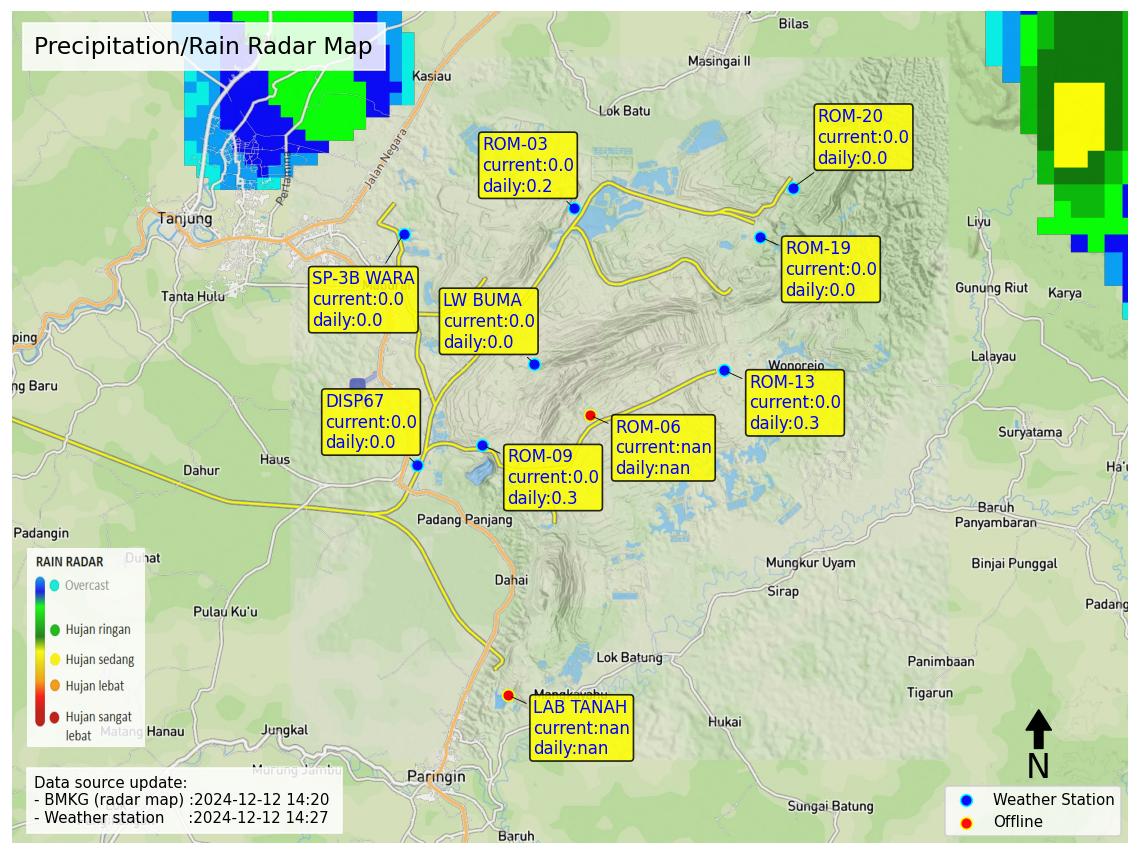 Precipitation/Rain Radar Map
Bilas
Masingai II
Kasiau
Lok Batu
Jalan Negara
ROM-20
current:0.0
daily:0.0
ROM-03
current:0.0
daily:0.2
Tanjung
Liyu
ROM-19
current:0.0
daily:0.0
SP-3B WARA
current:0.0
daily:0.0
LW BUMA
current:0.0
daily:0.0
Tanta Hulu
Gunung Riut
Karya
ping
Lalayau
Wonorejo
ng Baru
ROM-13
current:0.0
daily:0.3
DISP67
current:0.0
daily:0.0
ROM-06
current:nan
daily:nan
Suryatama
ROM-09
current:0.0
daily:0.3
Haus
Dahur
Ha'u
Baruh
Panyambaran
Padang Panjang
Padangin
Duhat
Mungkur Uyam
Binjai Punggal
Dahai
Sirap
Padang
Pulau Ku'u
RAIN RADAR
Overcast
Hujan ringan
Hujan sedang
Hujan lebat
Hujan sangat
lebat
Lok Batung
Panimbaan
Tigarun
LAB TANAH
current:nan
daily:nan
Hukai
Matang Hanau
Jungkal
Murung Jambu
Paringin
Sungai Batung
Baruh
Data source update:
- BMKG (radar map) :2024-12-12 14:20
- Weather station :2024-12-12 14:27
N
Weather Station
Offline